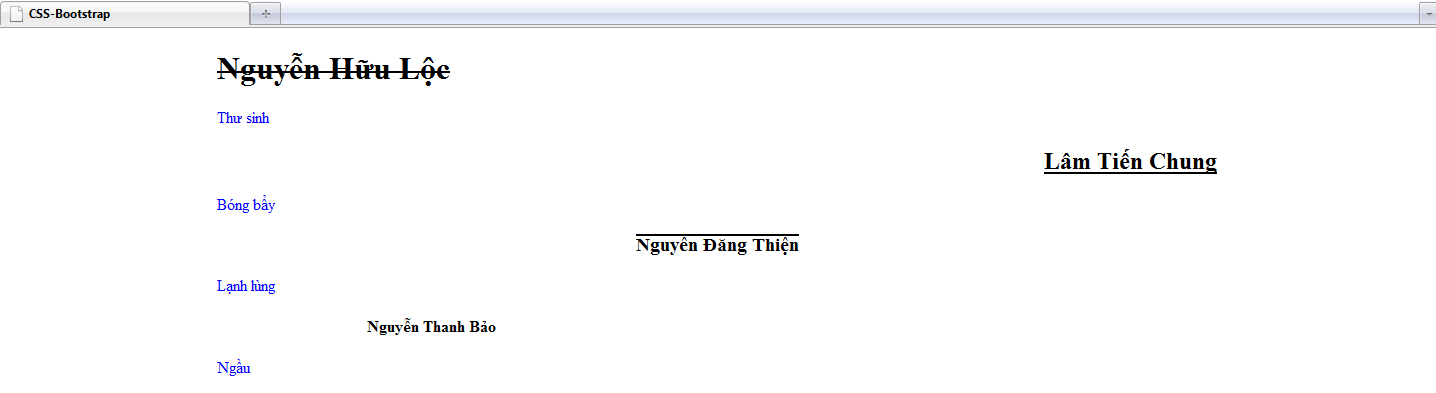 CSS-Bootstrap
Nguyễn Hữu Lộc
Thư sinh
Lâm Tiến Chung
Bóng bẩy
Nguyên Đăng Thiện
Lạnh lùng
Nguyễn Thanh Bảo
Ngầu